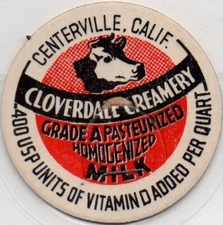 CENTERVILLE, CALIF.
CLOVERDALE CREAMERY
GRADE A PASTEURIZED
HOMOGENIZED
MILK
400 USP UNITS OF VITAMIN D ADDED PER QUART